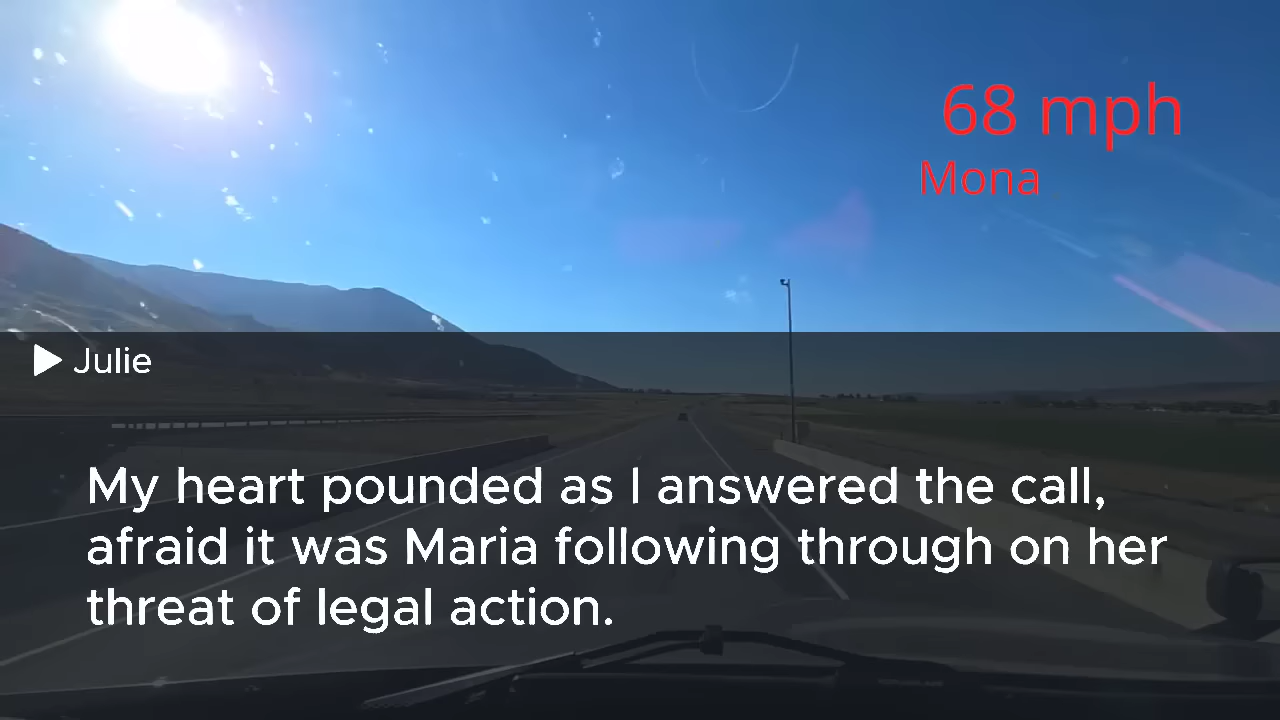 68 mph
Mona
Julie
My heart pounded as I answered the call,
afraid it was Maria following through on her
threat of legal action.